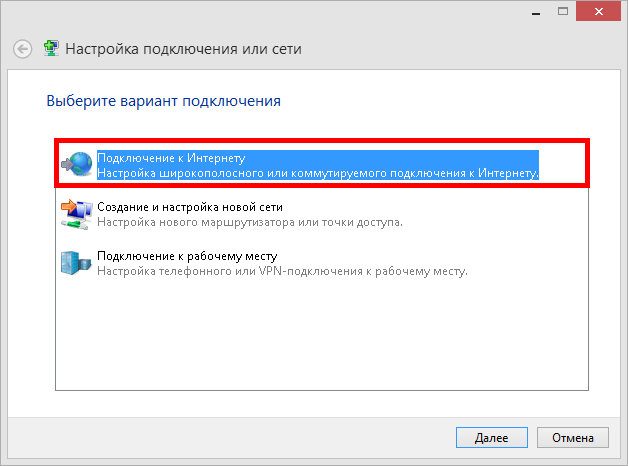 Настройка подключения или сети
Выберите вариант подключения
Подключение к Интернету
Настройка широкополосного или коммутируемого подключения к Интернету.
Создание и настройка новой сети
Настройка нового маршрутизатора или точки доступа.
Подключение к рабочему месту
Настройка телефонного или VPN-подключения к рабочему месту.
Далее
Отмена